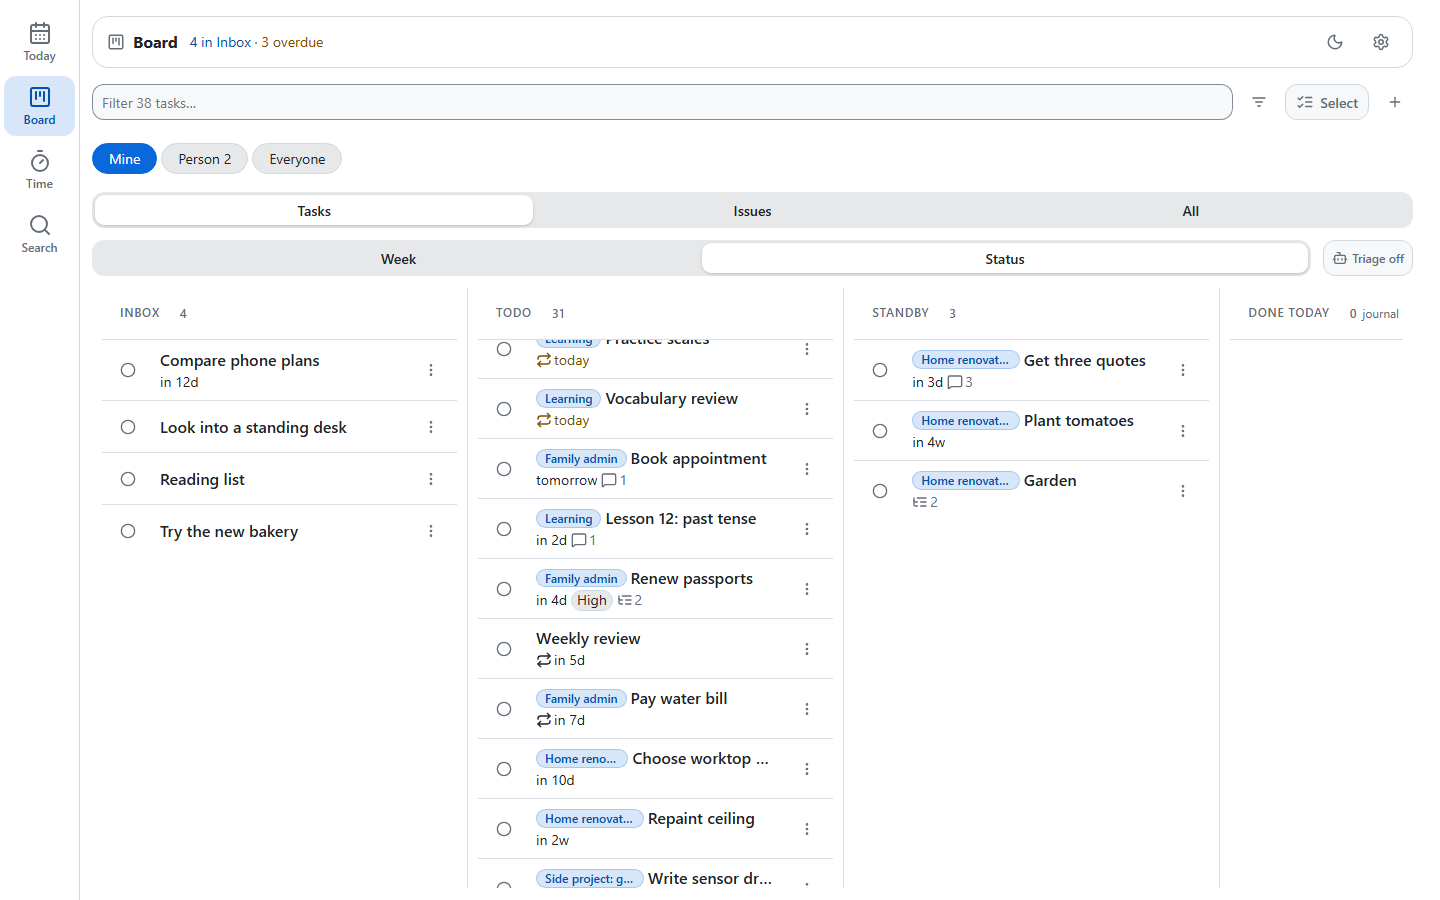 Today
Board
Time
Search
Board 4 in Inbox · 3 overdue
Filter 38 tasks...
Select
Mine
Person 2
Everyone
Tasks
Issues
All
Week
Status
Triage off
INBOX 4
Compare phone plans
in 12d
Look into a standing desk
Reading list
Try the new bakery
TODO 31
Learning Practice scales
today
Learning Vocabulary review
today
Family admin Book appointment
tomorrow 1
Learning Lesson 12: past tense
in 2d 1
Family admin Renew passports
in 4d High 2
Weekly review
in 5d
Family admin Pay water bill
in 7d
Home reno... Choose worktop ...
in 10d
Home renovat... Repaint ceiling
in 2w
Side project: g... Write sensor dr...
STANDBY 3
Home renovat... Get three quotes
in 3d 3
Home renovat... Plant tomatoes
in 4w
Home renovat... Garden
2
DONE TODAY 0 journal